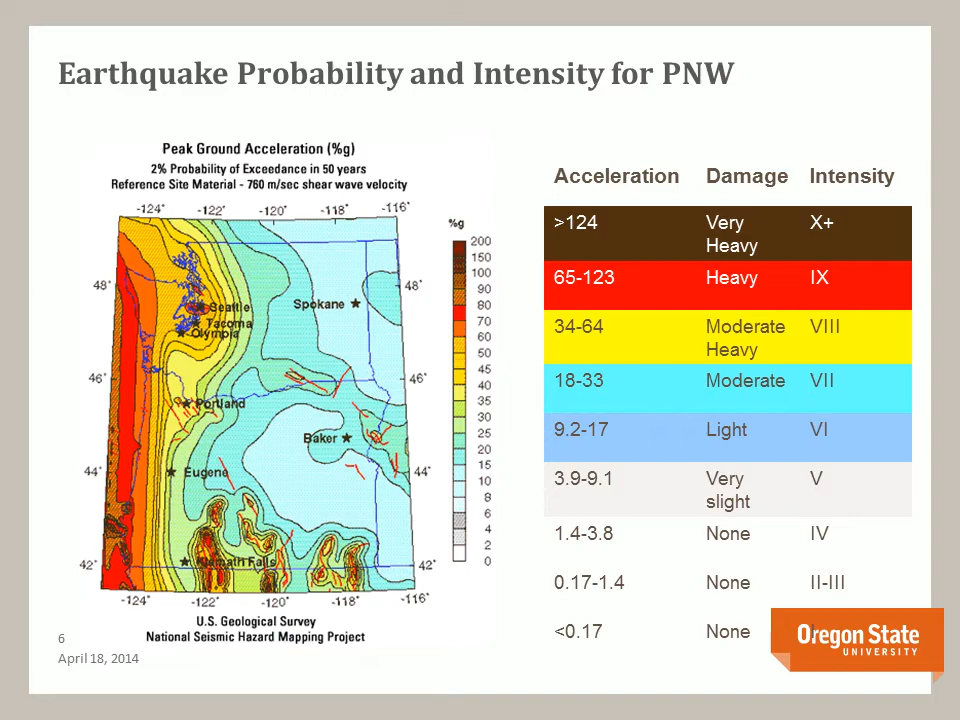 Earthquake Probability and Intensity for PNW
Peak Ground Acceleration (%g)
2% Probability of Exceedance in 50 years
Reference Site Material - 760 m/sec shear wave velocity
-124° -122° -120° -118° -116°
48° 48°
46° 46°
44° 44°
42° 42°
Seattle
Tacoma
Olympia
Spokane
Portland
Baker
Eugene
Klamath Falls
-124° -122° -120° -118° -116°
%g
200
150
100
90
80
70
60
50
45
40
35
30
25
20
15
10
8
6
4
2
0
U.S. Geological Survey
National Seismic Hazard Mapping Project
Acceleration Damage Intensity
>124 Very Heavy X+
65-123 Heavy IX
34-64 Moderate Heavy VIII
18-33 Moderate VII
9.2-17 Light VI
3.9-9.1 Very slight V
1.4-3.8 None IV
0.17-1.4 None II-III
<0.17 None I
6
April 18, 2014
Oregon State
UNIVERSITY